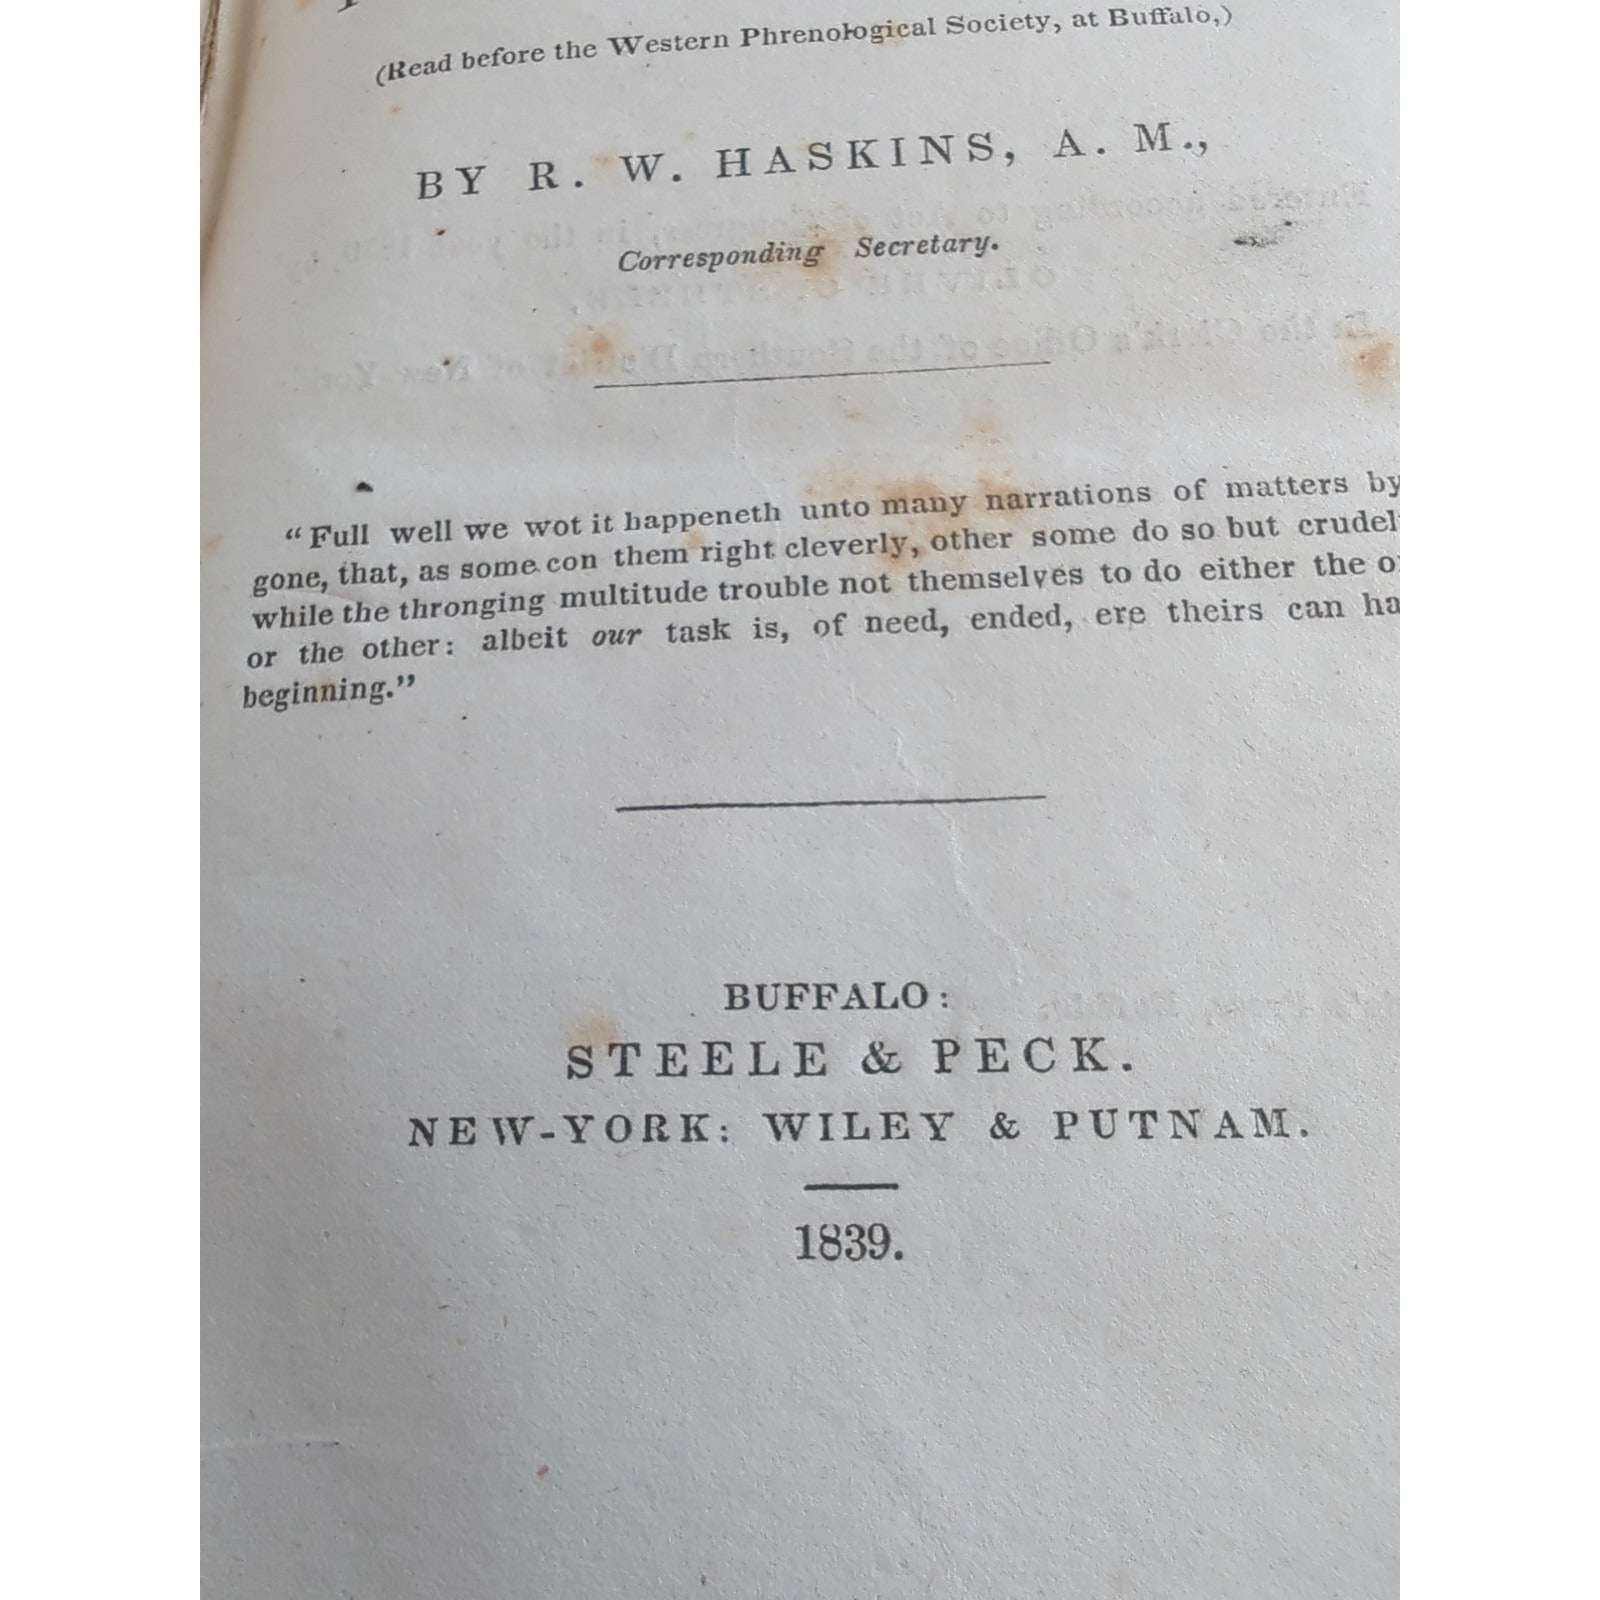 (Read before the Western Phrenological Society, at Buffalo,)
BY R. W. HASKINS, A. M.,
Corresponding Secretary.
“Full well we wot it happeneth unto many narrations of matters by
gone, that, as some con them right cleverly, other some do so but crudel
while the thronging multitude trouble not themselves to do either the o
or the other: albeit our task is, of need, ended, ere theirs can ha
beginning.”
BUFFALO:
STEELE & PECK.
NEW-YORK: WILEY & PUTNAM.
1839.